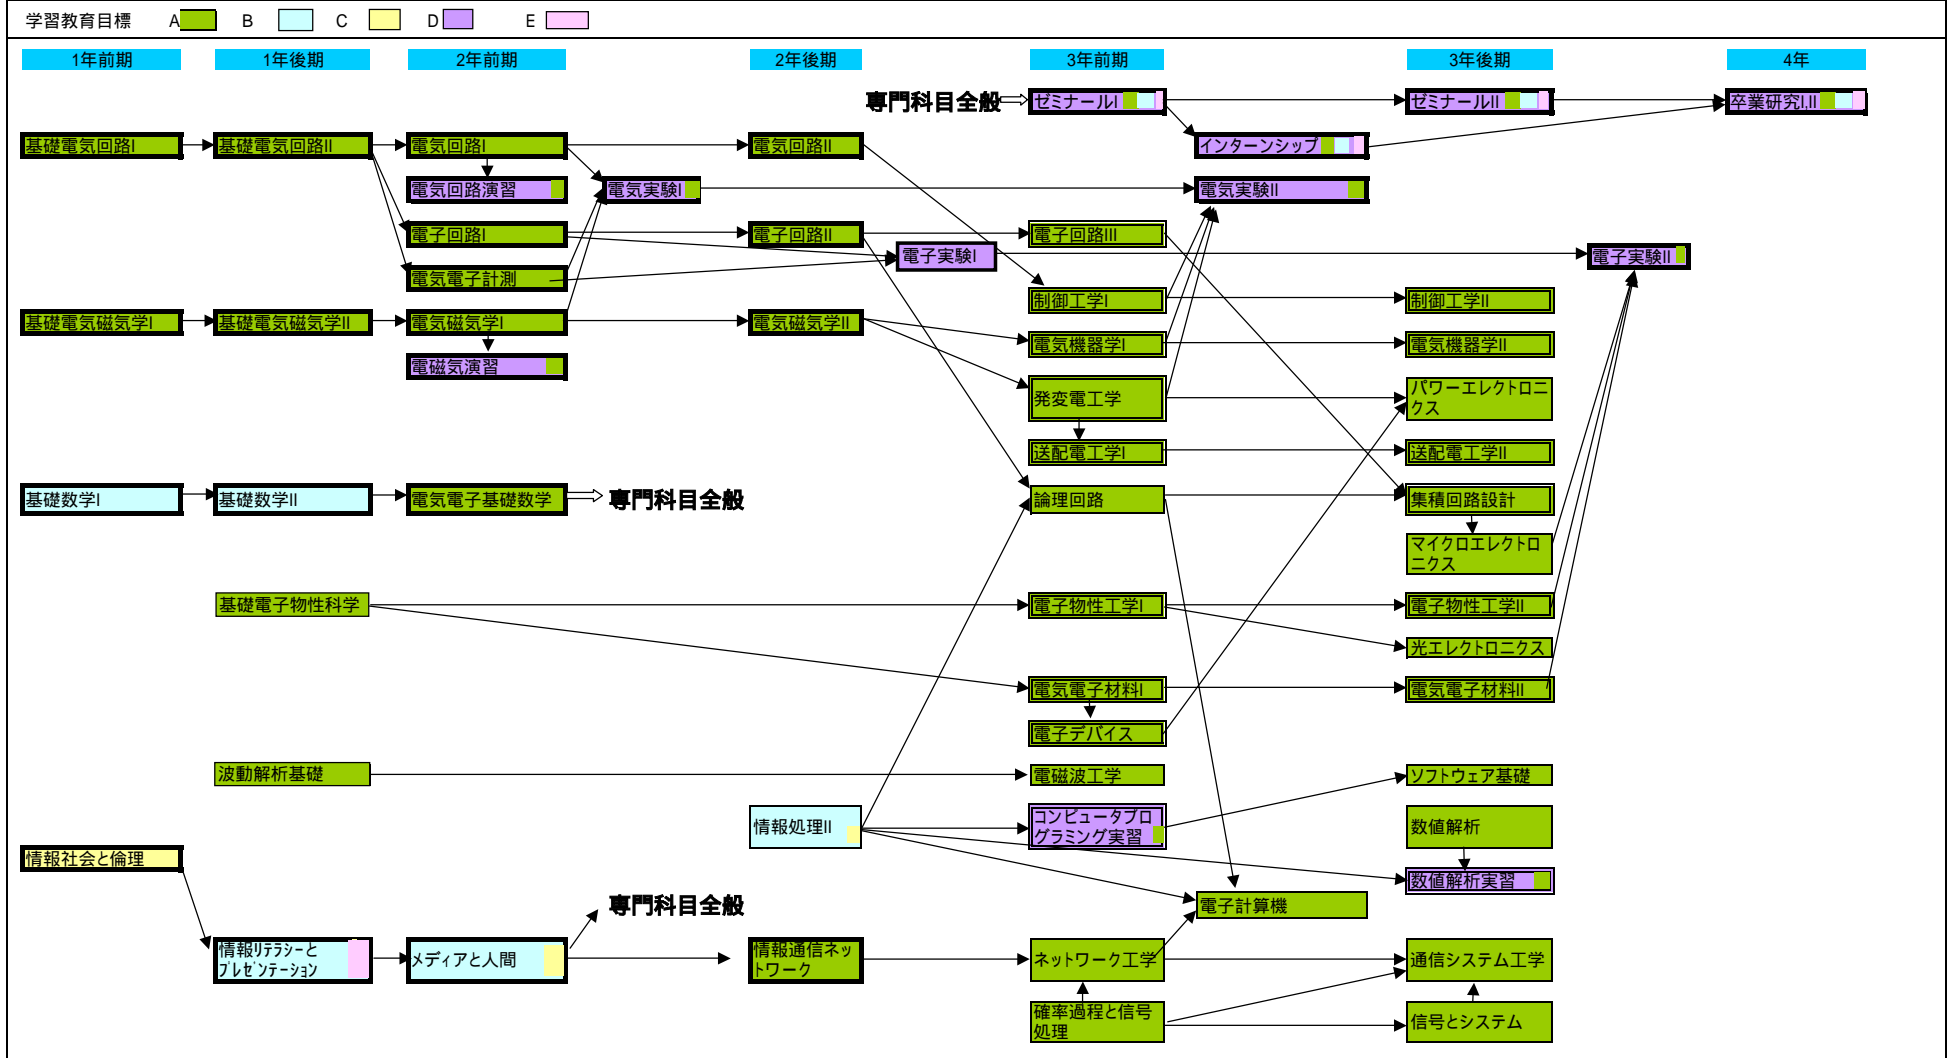 学習教育目標 A B C D E
1年前期 1年後期 2年前期 2年後期 3年前期 3年後期 4年
専門科目全般 ゼミナールI ゼミナールII 卒業研究I,II
基礎電気回路I 基礎電気回路II 電気回路I 電気回路II インターンシップ
電気回路演習 電気実験I 電気実験II
電子回路I 電子回路II 電子回路III
電子実験I 電子実験II
電気電子計測
制御工学I 制御工学II
基礎電気磁気学I 基礎電気磁気学II 電気磁気学I 電気磁気学II
電気機器学I 電気機器学II
電磁気演習
発変電工学 パワーエレクトロニ
クス
送配電工学I 送配電工学II
基礎数学I 基礎数学II 電気電子基礎数学 専門科目全般 論理回路 集積回路設計
マイクロエレクトロ
ニクス
基礎電子物性科学 電子物性工学I 電子物性工学II
光エレクトロニクス
電気電子材料I 電気電子材料II
電子デバイス
波動解析基礎 電磁波工学 ソフトウェア基礎
情報処理II コンピュータプロ
グラミング実習 数値解析
情報社会と倫理
数値解析実習
専門科目全般 電子計算機
情報リテラシーと
プレゼンテーション メディアと人間 情報通信ネッ
トワーク ネットワーク工学 通信システム工学
確率過程と信号
処理 信号とシステム